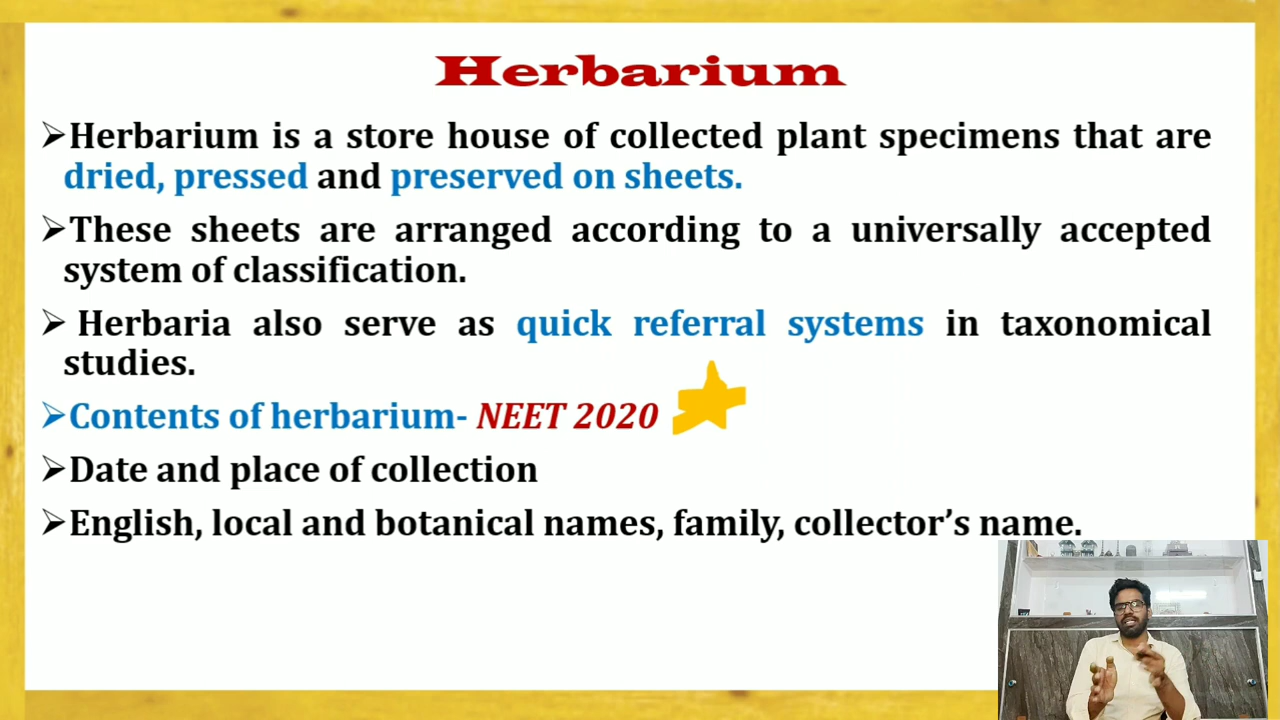 Herbarium
➢Herbarium is a store house of collected plant specimens that are
dried, pressed and preserved on sheets.
➢These sheets are arranged according to a universally accepted
system of classification.
➢ Herbaria also serve as quick referral systems in taxonomical
studies.
➢Contents of herbarium- NEET 2020
➢Date and place of collection
➢English, local and botanical names, family, collector’s name.